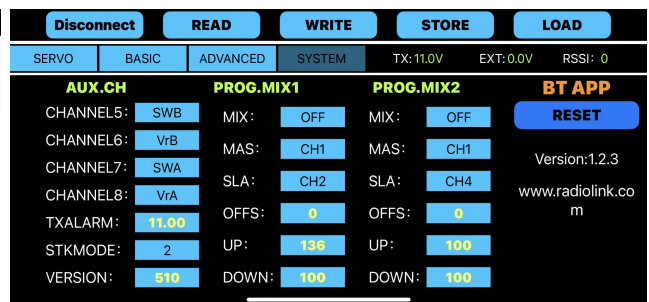 Disconnect READ WRITE STORE LOAD
SERVO BASIC ADVANCED SYSTEM TX:11.0V EXT:0.0V RSSI: 0
AUX.CH PROG.MIX1 PROG.MIX2 BT APP
CHANNEL5: SWB MIX: OFF MIX: OFF RESET
CHANNEL6: VrB MAS: CH1 MAS: CH1 Version:1.2.3
CHANNEL7: SWA SLA: CH2 SLA: CH4 www.radiolink.co
CHANNEL8: VrA OFFS: 0 OFFS: 0 m
TXALARM: 11.00 UP: 136 UP: 100
STKMODE: 2 DOWN: 100 DOWN: 100
VERSION: 510